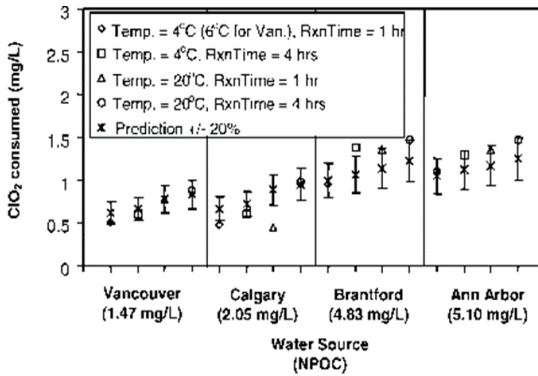 3
2.5
2
1.5
1
0.5
0
ClO2 consumed (mg/L)
Temp. = 4°C (6°C for Van.), RxnTime = 1 hr
Temp. = 4°C, RxnTime = 4 hrs
Temp. = 20°C, RxnTime = 1 hr
Temp. = 20°C, RxnTime = 4 hrs
Prediction +/- 20%
Vancouver
(1.47 mg/L)
Calgary
(2.05 mg/L)
Brantford
(4.83 mg/L)
Ann Arbor
(5.10 mg/L)
Water Source
(NPOC)